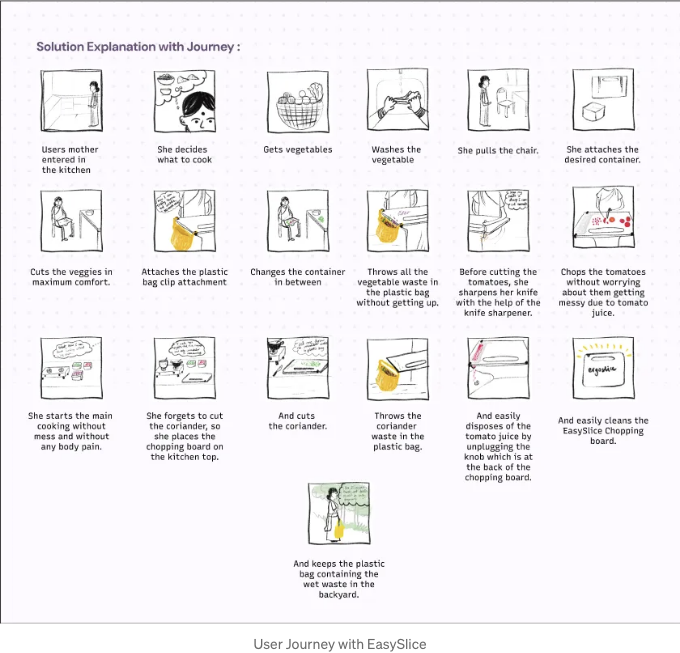 Solution Explanation with Journey :
Users mother
entered in
the kitchen
She decides
what to cook
Gets vegetables
Washes the
vegetable
She pulls the chair.
She attaches the
desired container.
Cuts the veggies in
maximum comfort.
Attaches the plastic
bag clip attachment
Changes the container
in between
Throws all the
vegetable waste in
the plastic bag
without getting up.
Before cutting the
tomatoes, she
sharpens her knife
with the help of the
knife sharpener.
Chops the tomatoes
without worrying
about them getting
messy due to tomato
juice.
She starts the main
cooking without
mess and without
any body pain.
She forgets to cut
the coriander, so
she places the
chopping board on
the kitchen top.
And cuts
the coriander.
Throws the
coriander
waste in the
plastic bag.
And easily
disposes of the
tomato juice by
unplugging the
knob which is at
the back of the
chopping board.
And easily cleans the
EasySlice Chopping
board.
And keeps the plastic
bag containing the
wet waste in the
backyard.
User Journey with EasySlice